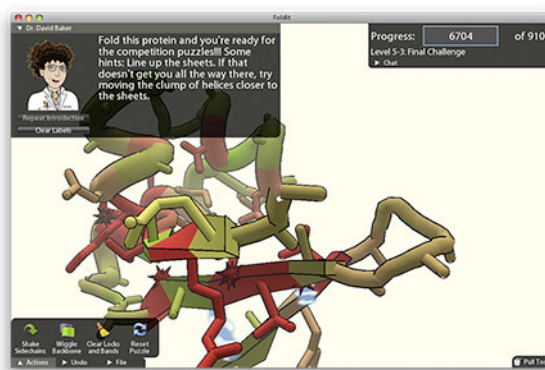 Foldit
▼ Dr. David Baker
Fold this protein and you're ready for
the competition puzzles!!! Some
hints: Line up the sheets. If that
doesn't get you all the way there, try
moving the clump of helices closer to
the sheets.
Repeat Introduction
Clear Labels
Progress: 6704 of 910
Level 5-3: Final Challenge
► Chat
Shake Sidechains
Wiggle Backbone
Clear Locks and Bands
Reset Puzzle
▲ Actions ► Undo ► File
Pull To